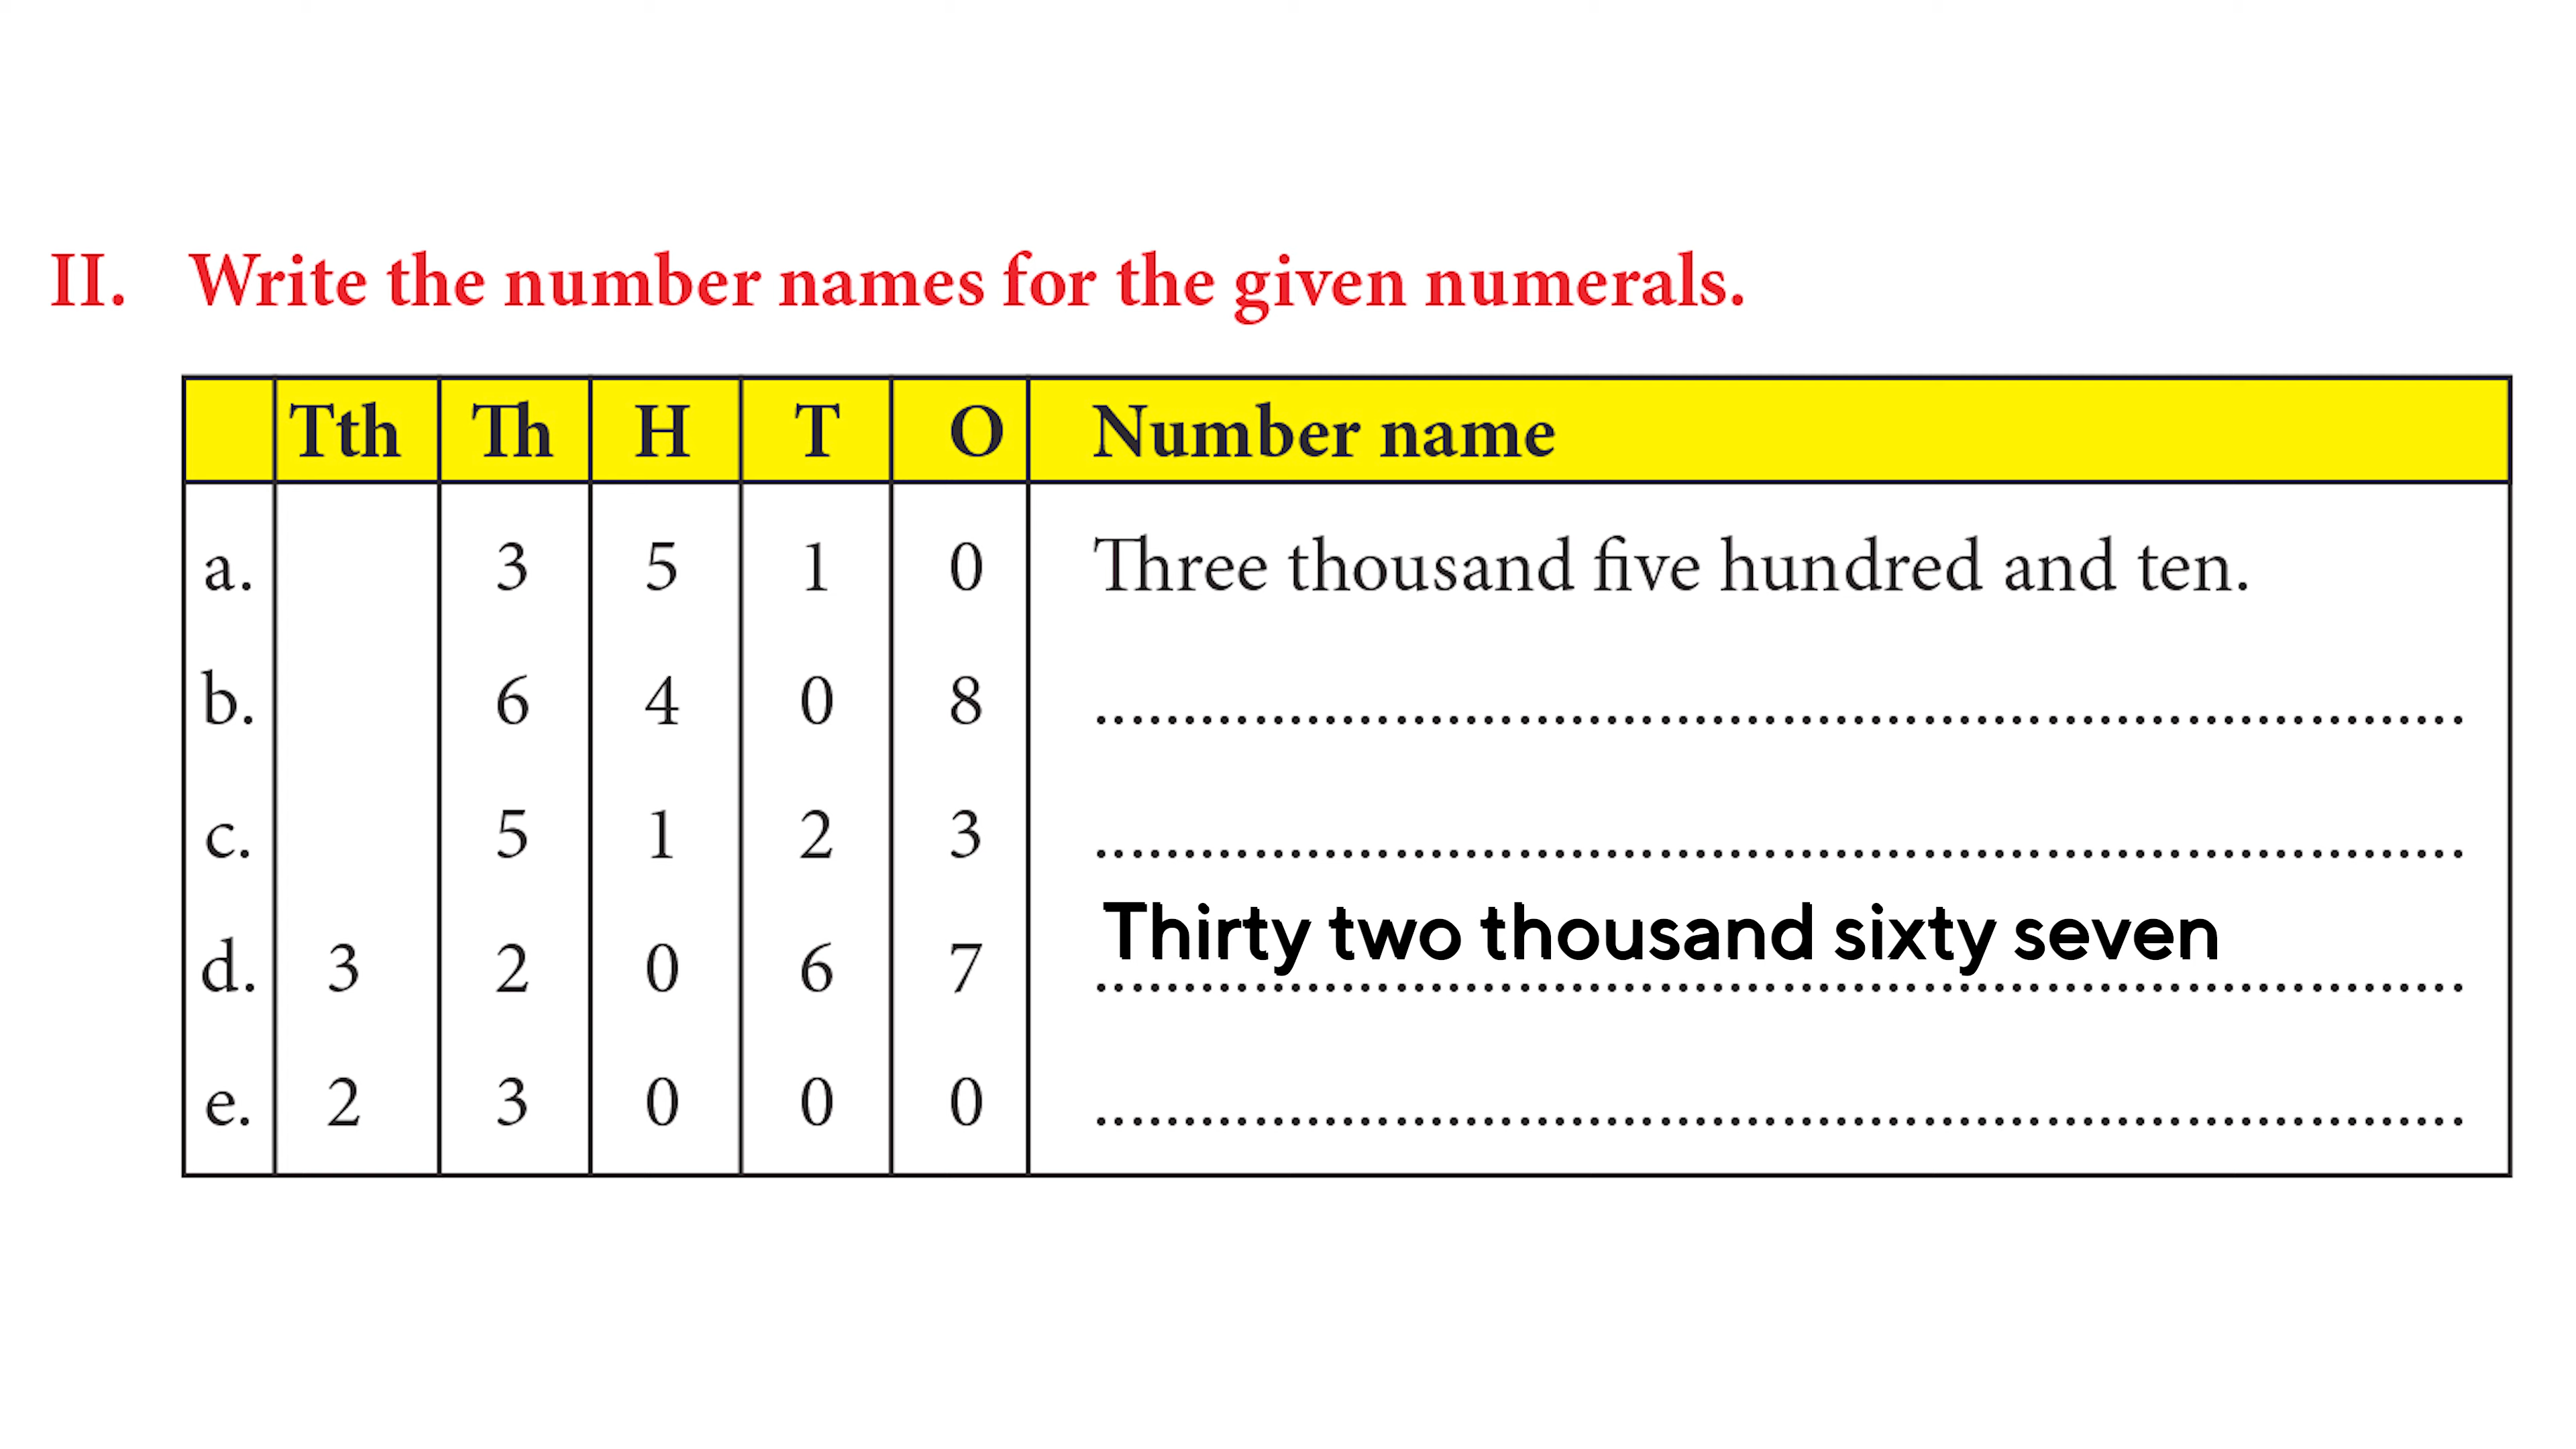 II. Write the number names for the given numerals.
Tth Th H T O Number name
a. 3 5 1 0 Three thousand five hundred and ten.
b. 6 4 0 8 ................................................................................
c. 5 1 2 3 ................................................................................
d. 3 2 0 6 7 Thirty two thousand sixty seven
e. 2 3 0 0 0 ................................................................................